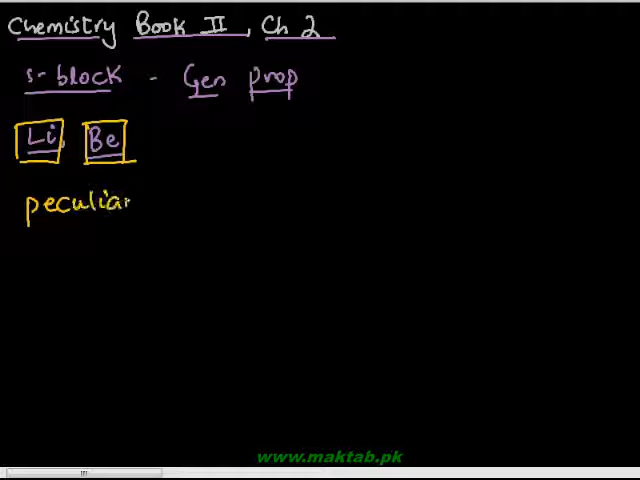 Chemistry Book II, Ch 2
s-block - Gen prop
Li, Be
peculiar
www.maktab.pk